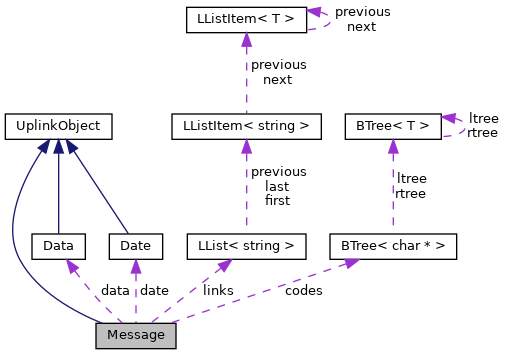 LListItem< T >
previous
next
previous
next
UplinkObject
LListItem< string >
BTree< T >
ltree
rtree
previous
last
first
ltree
rtree
Data
Date
LList< string >
BTree< char * >
data
date
links
codes
Message